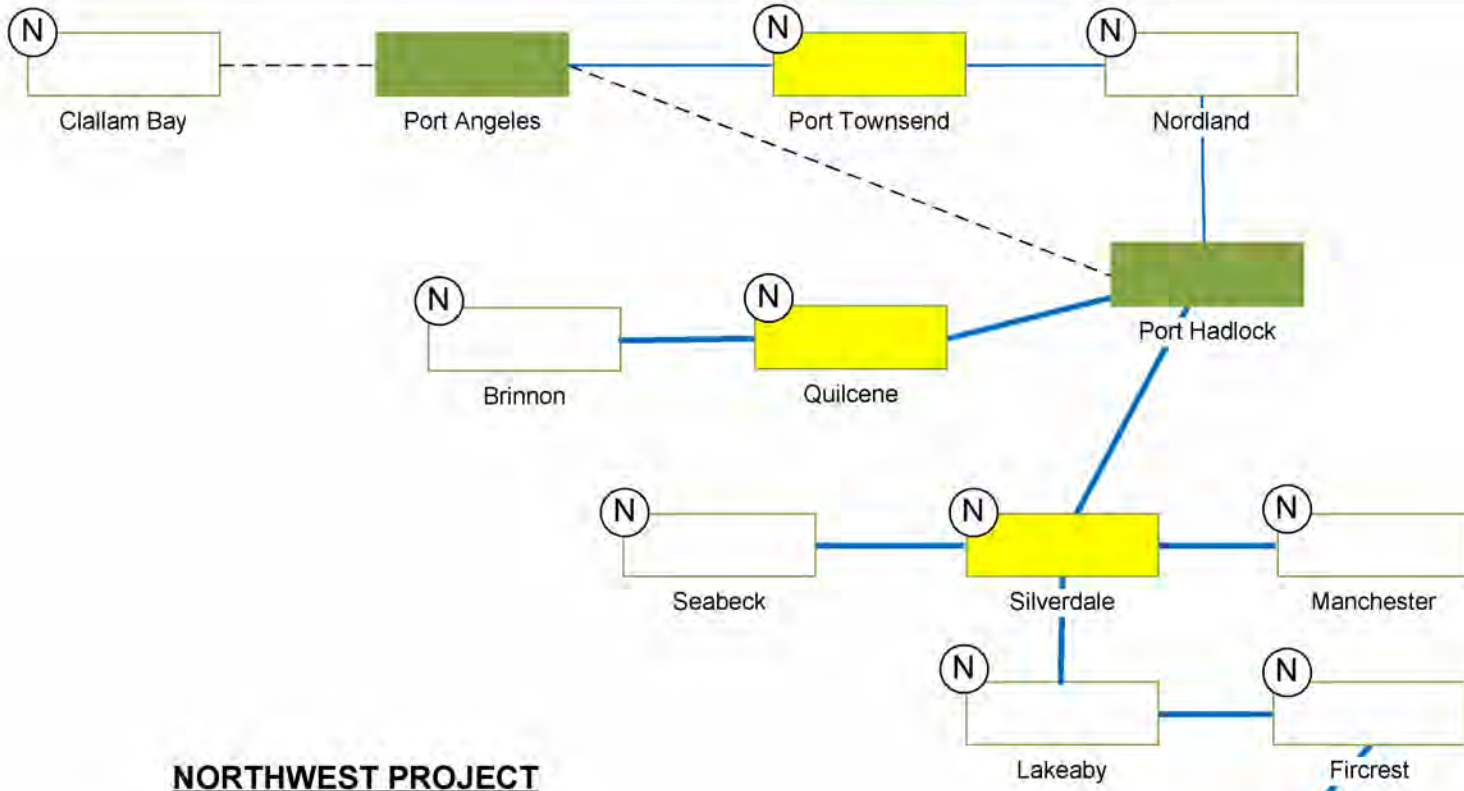 N
N
N
Clallam Bay
Port Angeles
Port Townsend
Nordland
N
N
Port Hadlock
Brinnon
Quilcene
N
N
N
Seabeck
Silverdale
Manchester
N
N
Lakeaby
Fircrest
NORTHWEST PROJECT